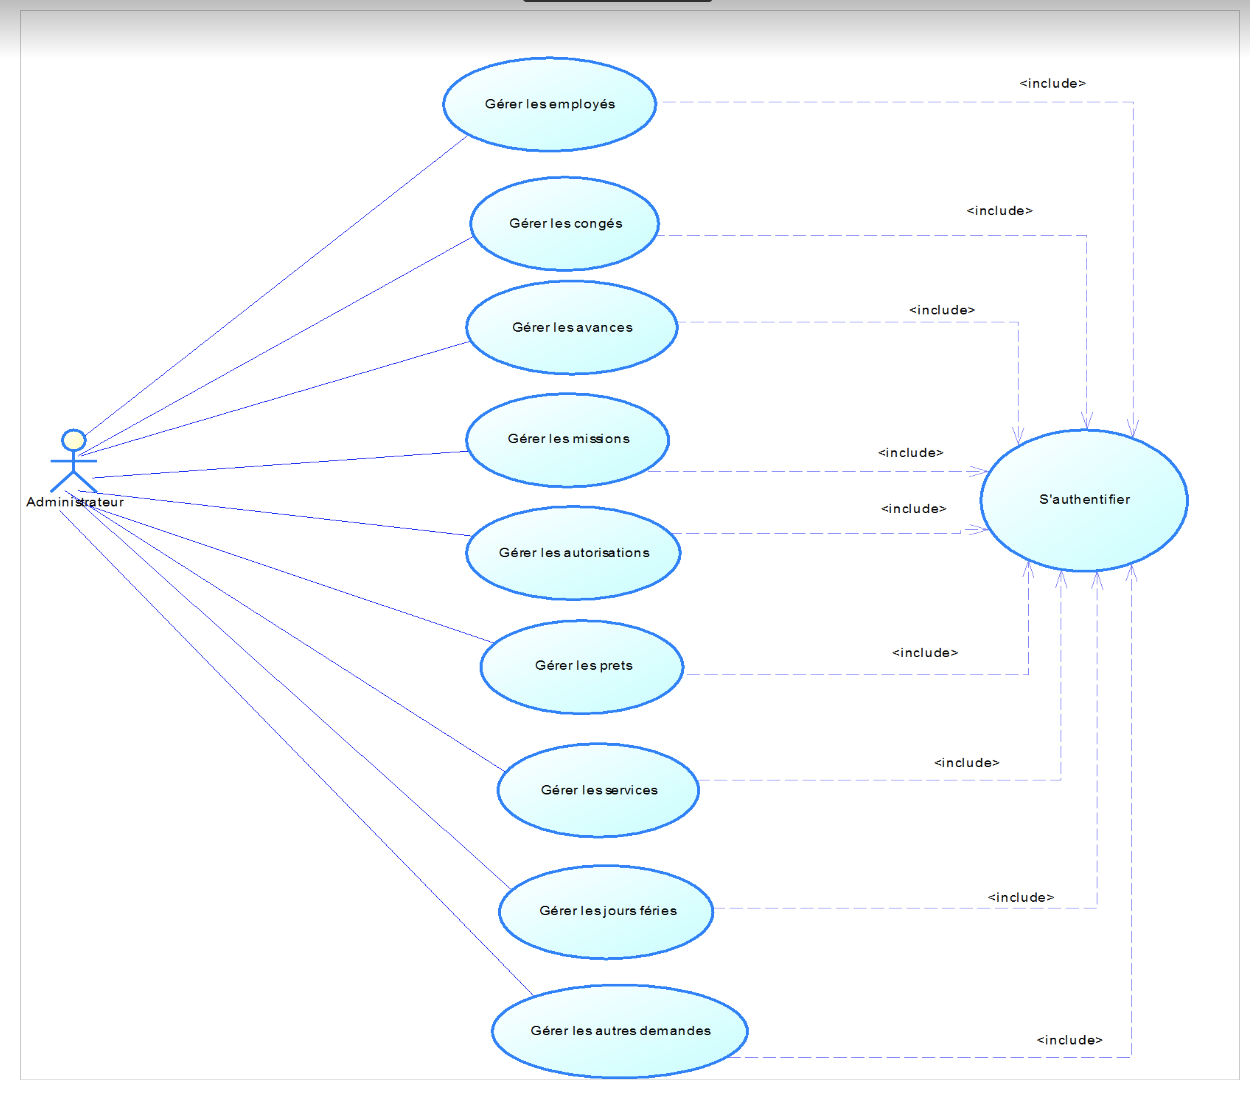 <include>
Gérer les employés
<include>
Gérer les congés
<include>
Gérer les avances
Gérer les missions
<include>
S'authentifier
Administrateur
<include>
Gérer les autorisations
<include>
Gérer les prets
<include>
Gérer les services
<include>
Gérer les jours féries
Gérer les autres demandes
<include>